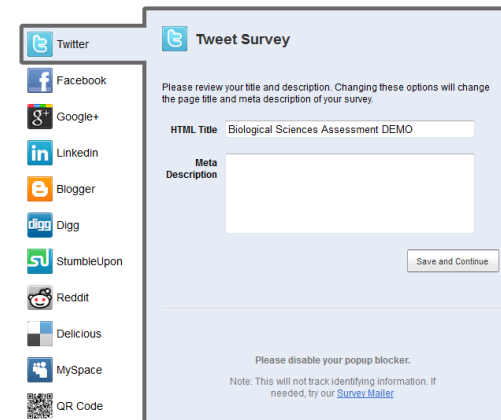 Twitter
Facebook
g+ Google+
in Linkedin
Blogger
digg Digg
StumbleUpon
Reddit
Delicious
MySpace
QR Code
Tweet Survey
Please review your title and description. Changing these options will change
the page title and meta description of your survey.
HTML Title Biological Sciences Assessment DEMO
Meta
Description
Save and Continue
Please disable your popup blocker.
Note: This will not track identifying information. If
needed, try our Survey Mailer